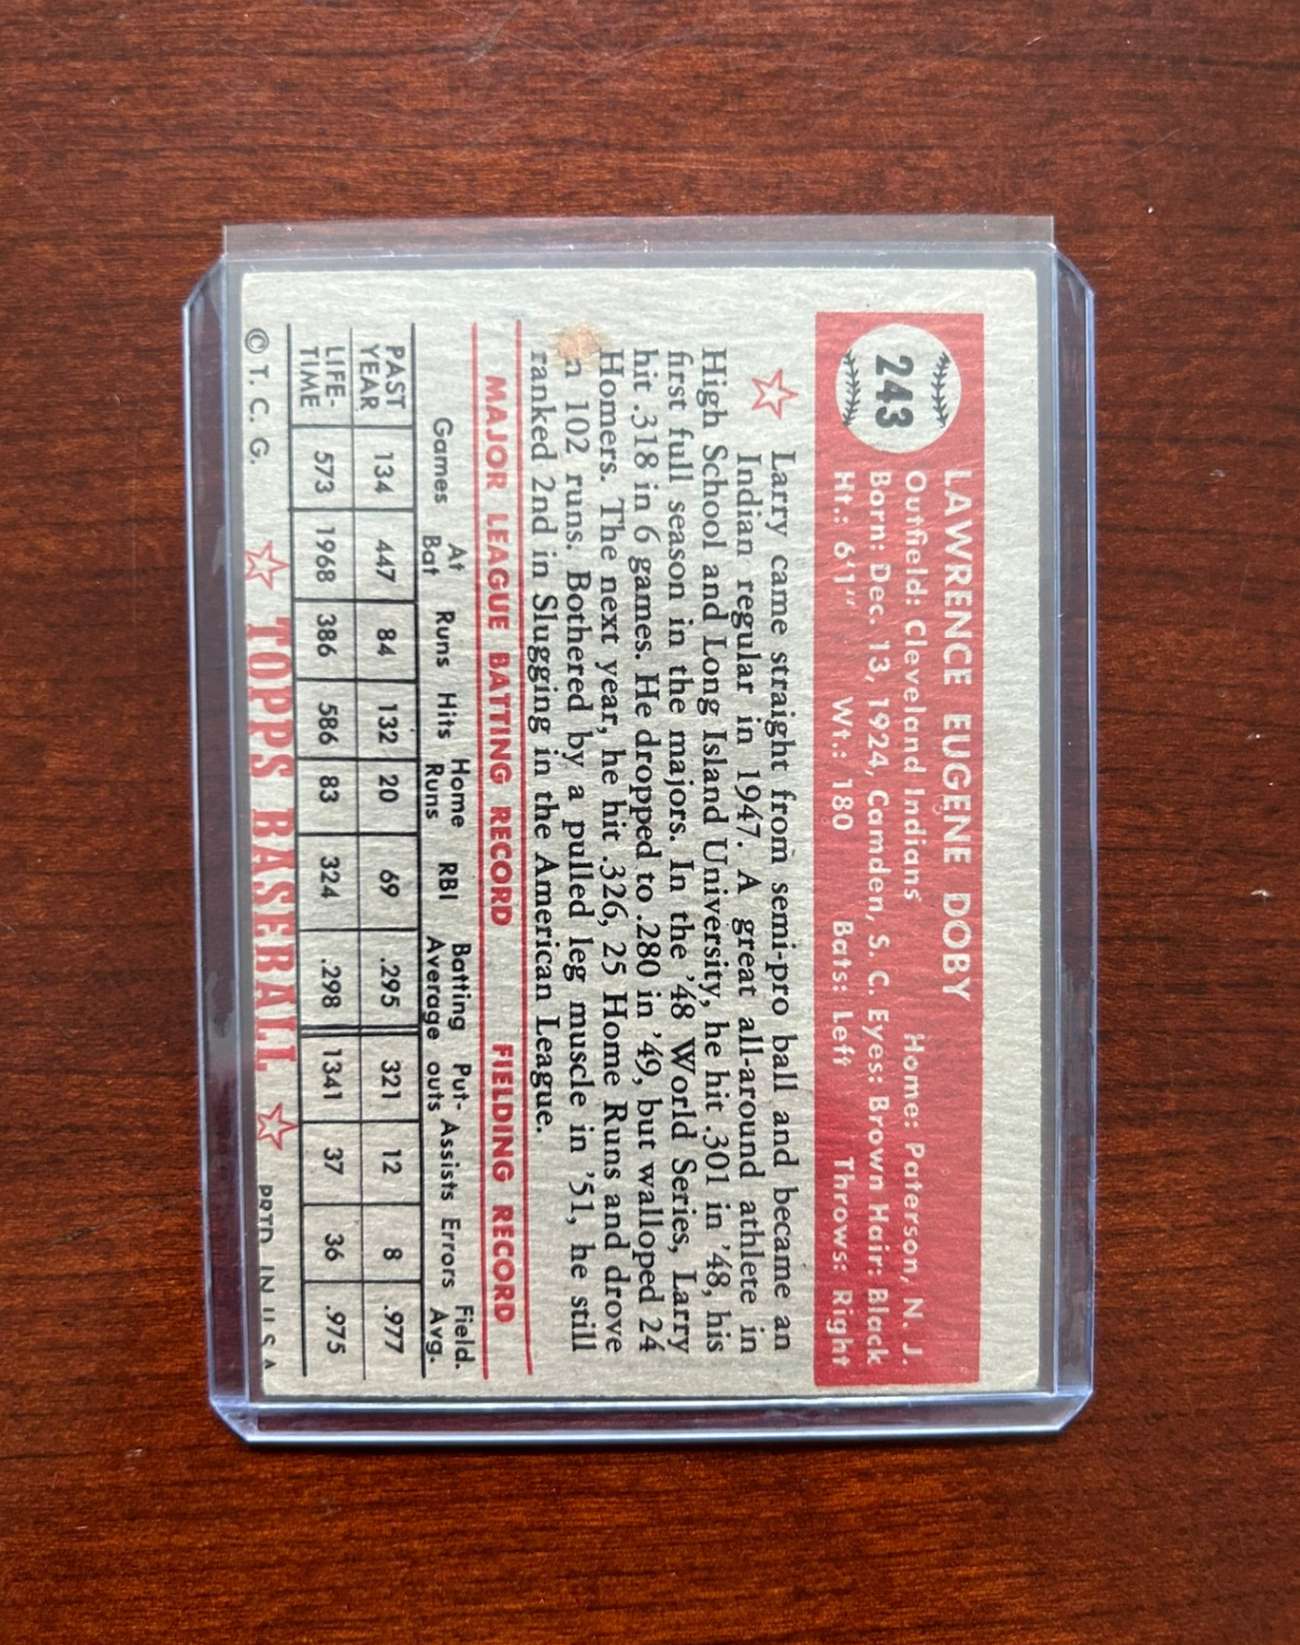 243
LAWRENCE EUGENE DOBY
Outfield: Cleveland Indians Home: Paterson, N. J.
Born: Dec. 13, 1924, Camden, S. C. Eyes: Brown Hair: Black
Ht.: 6'1" Wt.: 180 Bats: Left Throws: Right
Larry came straight from semi-pro ball and became an
Indian regular in 1947. A great all-around athlete in
High School and Long Island University, he hit .301 in '48, his
first full season in the majors. In the '48 World Series, Larry
hit .318 in 6 games. He dropped to .280 in '49, but walloped 24
Homers. The next year, he hit .326, 25 Home Runs and drove
n 102 runs. Bothered by a pulled leg muscle in '51, he still
ranked 2nd in Slugging in the American League.
MAJOR LEAGUE BATTING RECORD FIELDING RECORD
Games At Bat Runs Hits Home Runs RBI Batting Average Put-outs Assists Errors Field. Avg.
PAST YEAR 134 447 84 132 20 69 .295 321 12 8 .977
LIFE-TIME 573 1968 386 586 83 324 .298 1341 37 36 .975
© T. C. G. TOPPS BASEBALL PRTD. IN U.S.A.